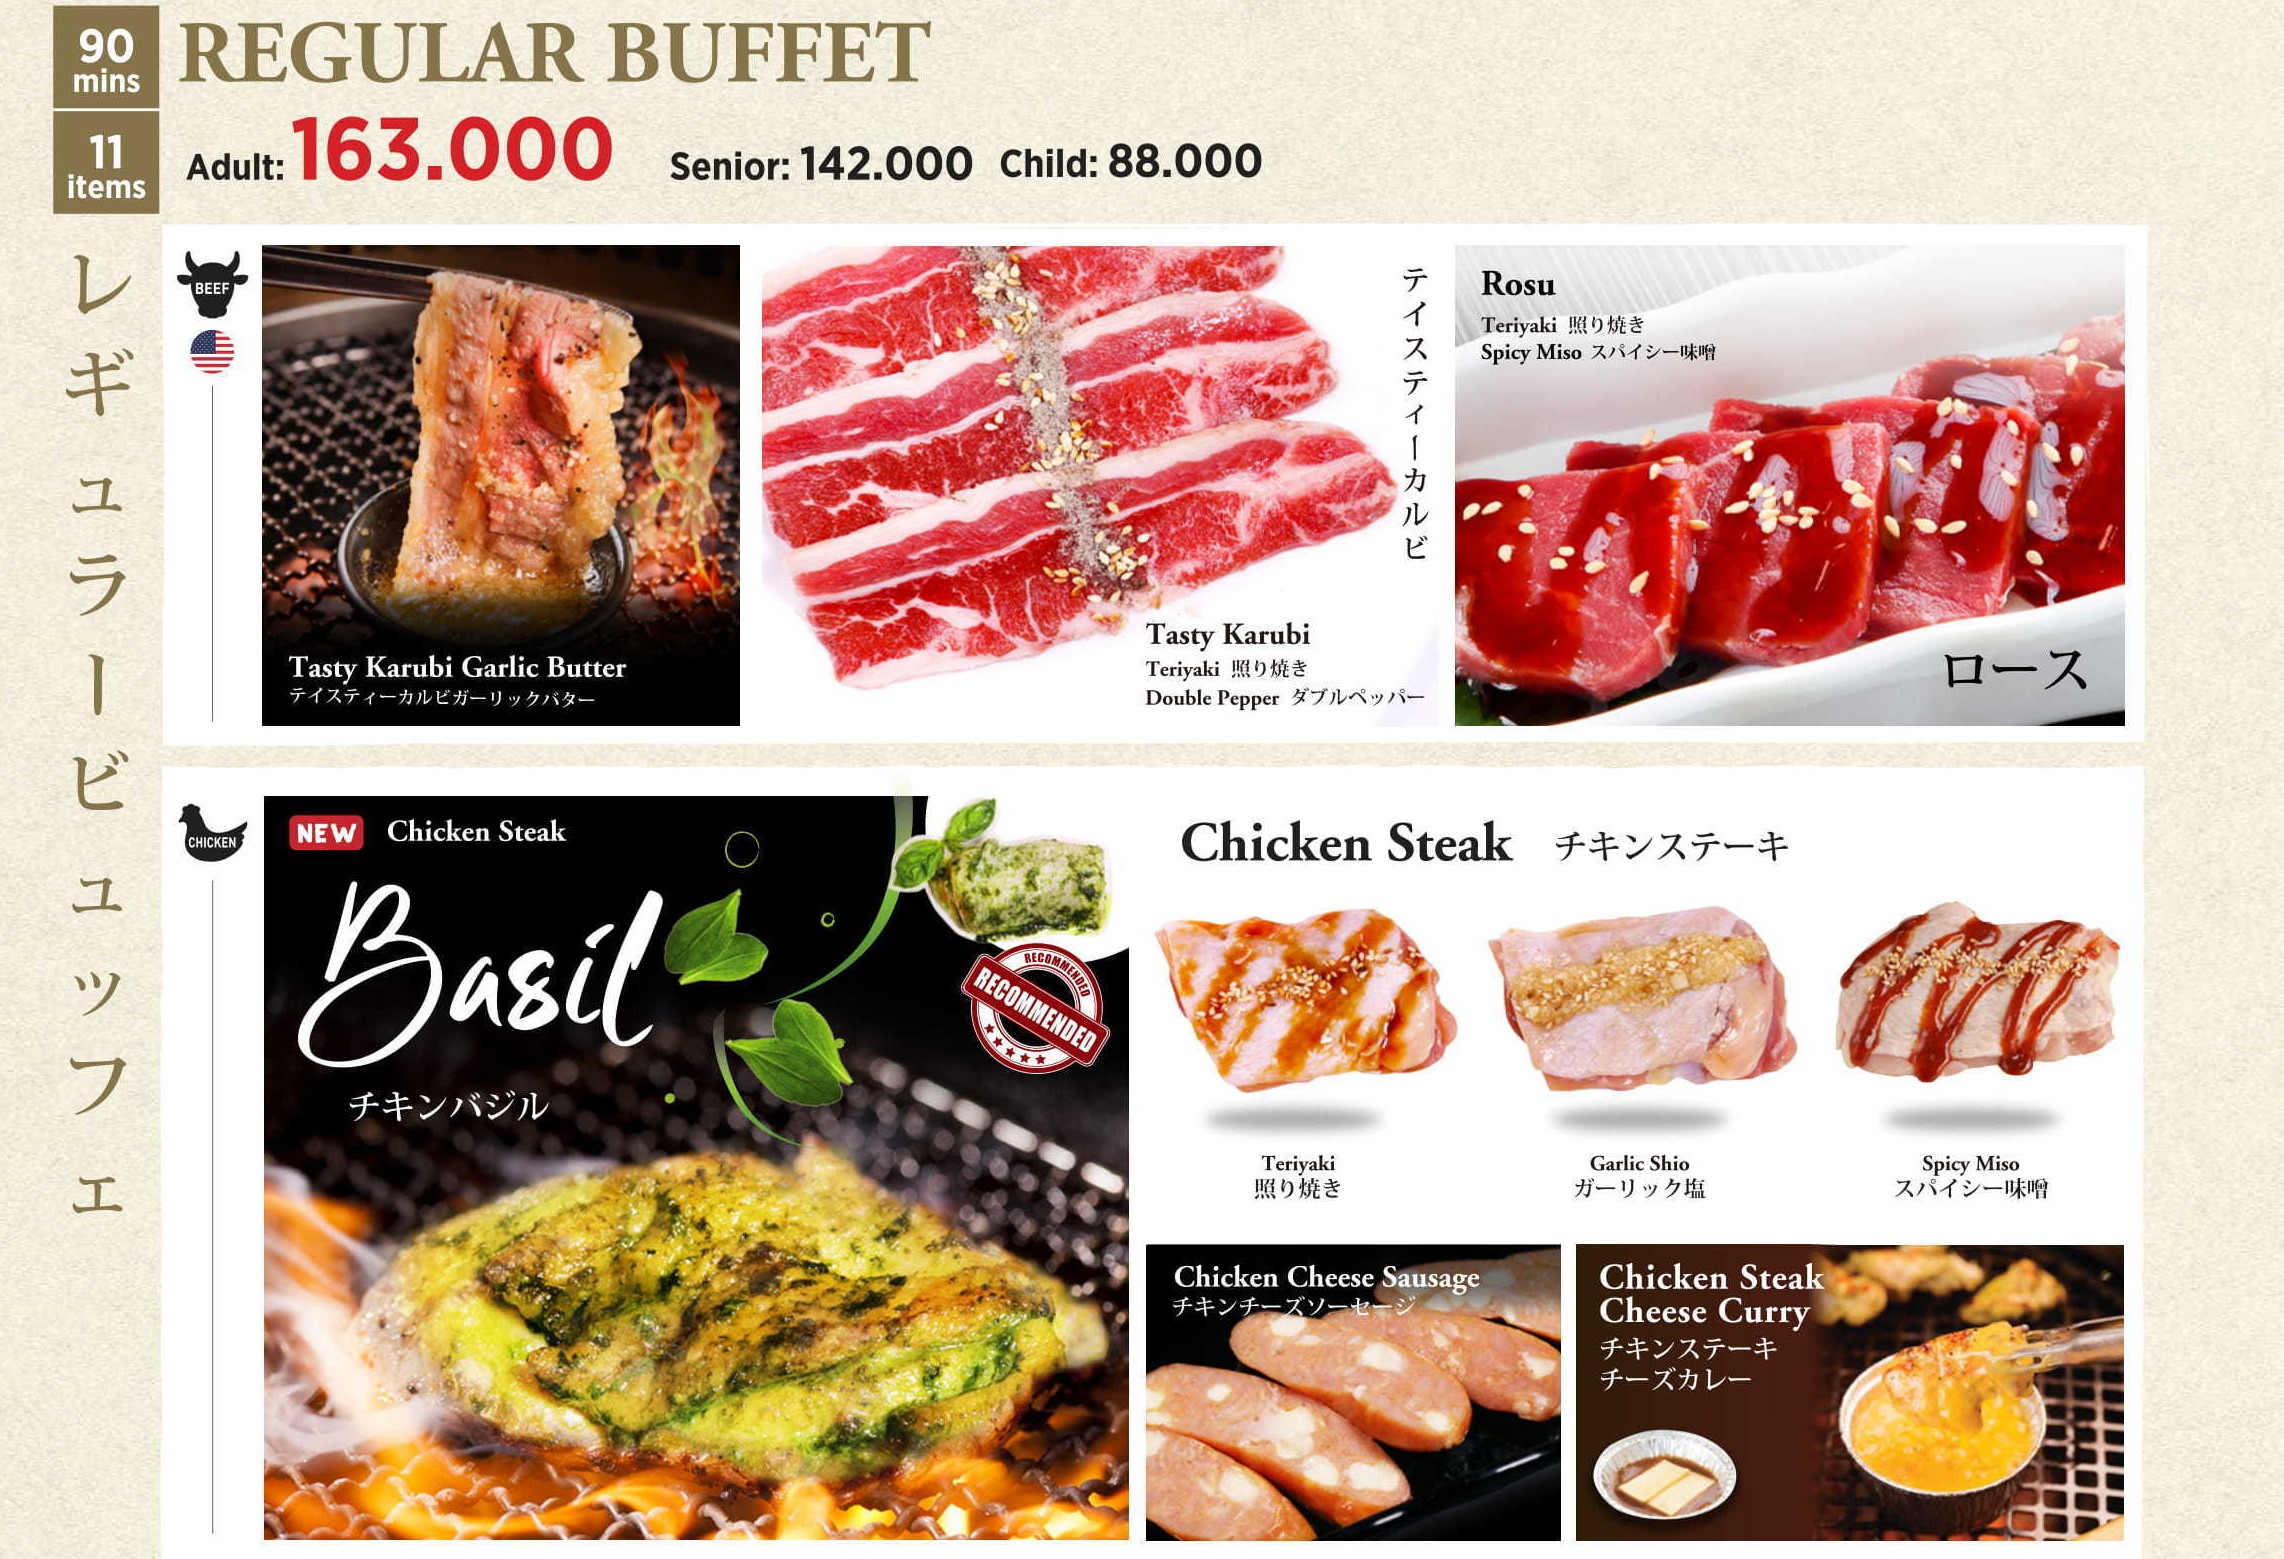 90
mins
REGULAR BUFFET
11
items
Adult: 163.000 Senior: 142.000 Child: 88.000
レギュラービュッフェ
BEEF
Tasty Karubi Garlic Butter
テイスティーカルビガーリックバター
テイスティーカルビ
Tasty Karubi
Teriyaki 照り焼き
Double Pepper ダブルペッパー
Rosu
Teriyaki 照り焼き
Spicy Miso スパイシー味噌
ロース
CHICKEN
NEW Chicken Steak
Basil
チキンバジル
RECOMMENDED
RECOMMENDED
Chicken Steak チキンステーキ
Teriyaki
照り焼き
Garlic Shio
ガーリック塩
Spicy Miso
スパイシー味噌
Chicken Cheese Sausage
チキンチーズソーセージ
Chicken Steak
Cheese Curry
チキンステーキ
チーズカレー